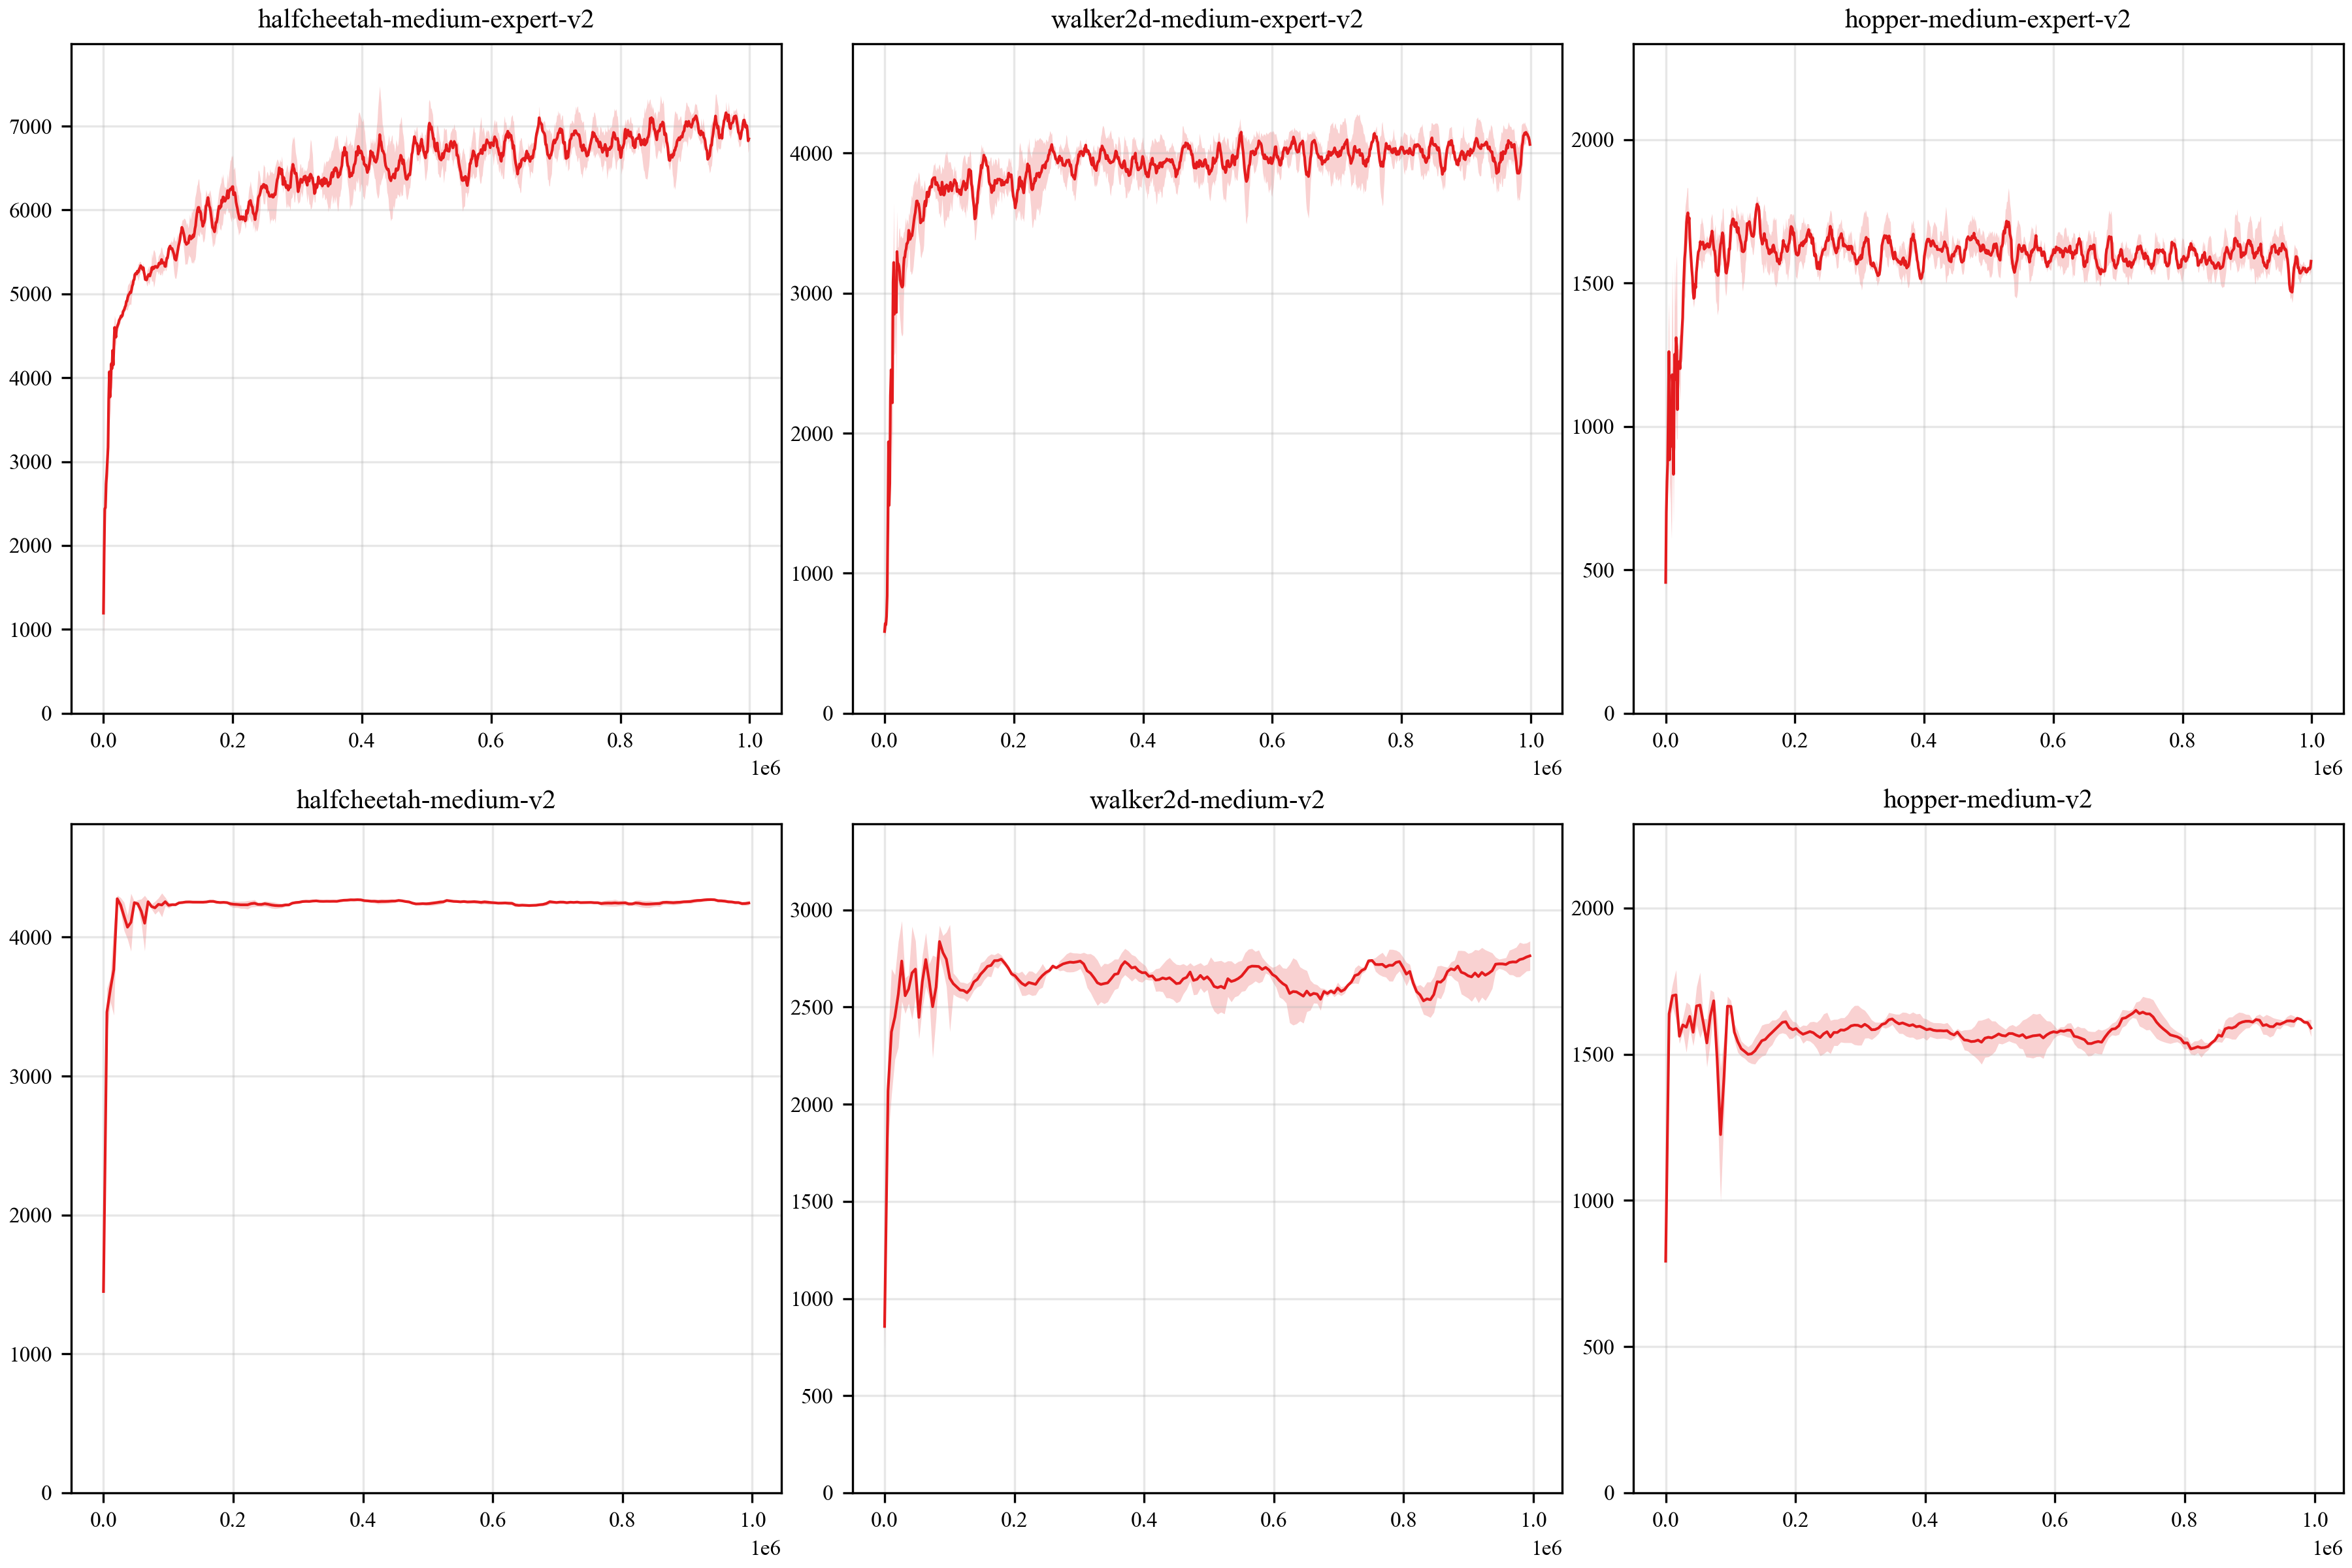 halfcheetah-medium-expert-v2
7000
6000
5000
4000
3000
2000
1000
0
0.0 0.2 0.4 0.6 0.8 1.0
1e6
walker2d-medium-expert-v2
4000
3000
2000
1000
0
0.0 0.2 0.4 0.6 0.8 1.0
1e6
hopper-medium-expert-v2
2000
1500
1000
500
0
0.0 0.2 0.4 0.6 0.8 1.0
1e6
halfcheetah-medium-v2
4000
3000
2000
1000
0
0.0 0.2 0.4 0.6 0.8 1.0
1e6
walker2d-medium-v2
3000
2500
2000
1500
1000
500
0
0.0 0.2 0.4 0.6 0.8 1.0
1e6
hopper-medium-v2
2000
1500
1000
500
0
0.0 0.2 0.4 0.6 0.8 1.0
1e6